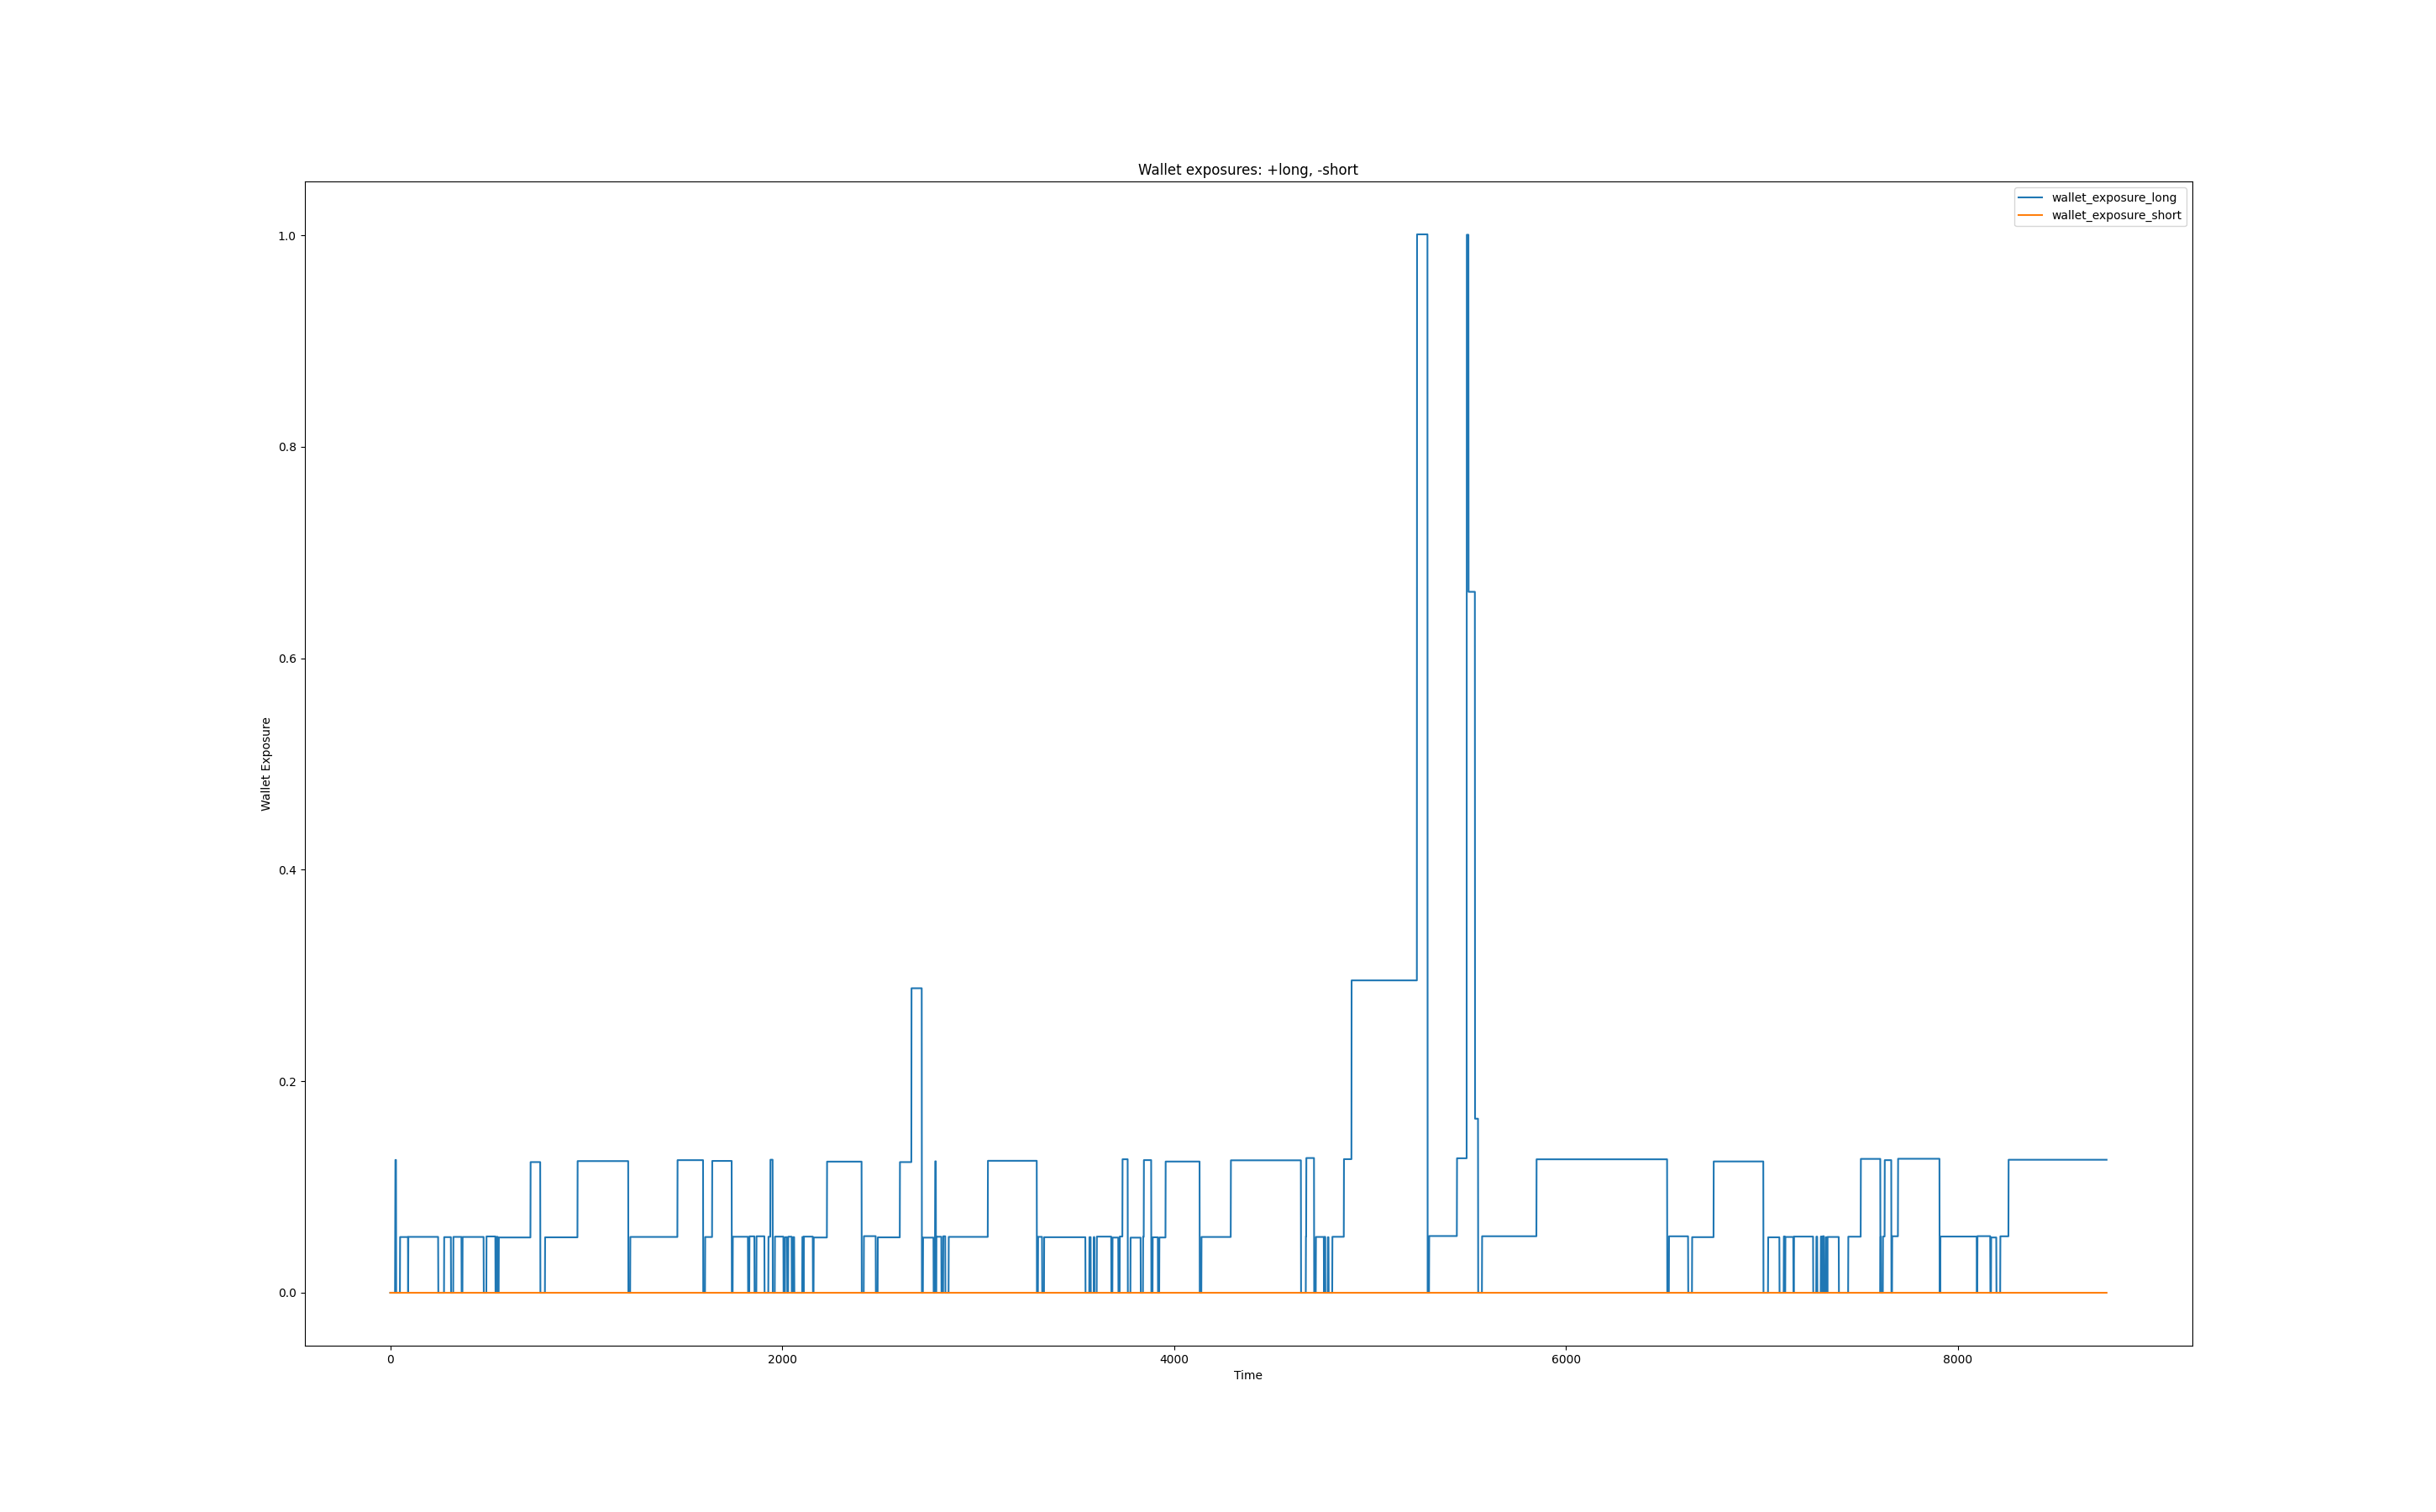 Wallet exposures: +long, -short
wallet_exposure_long
wallet_exposure_short
1.0
0.8
0.6
0.4
0.2
0.0
Wallet Exposure
0 2000 4000 6000 8000
Time